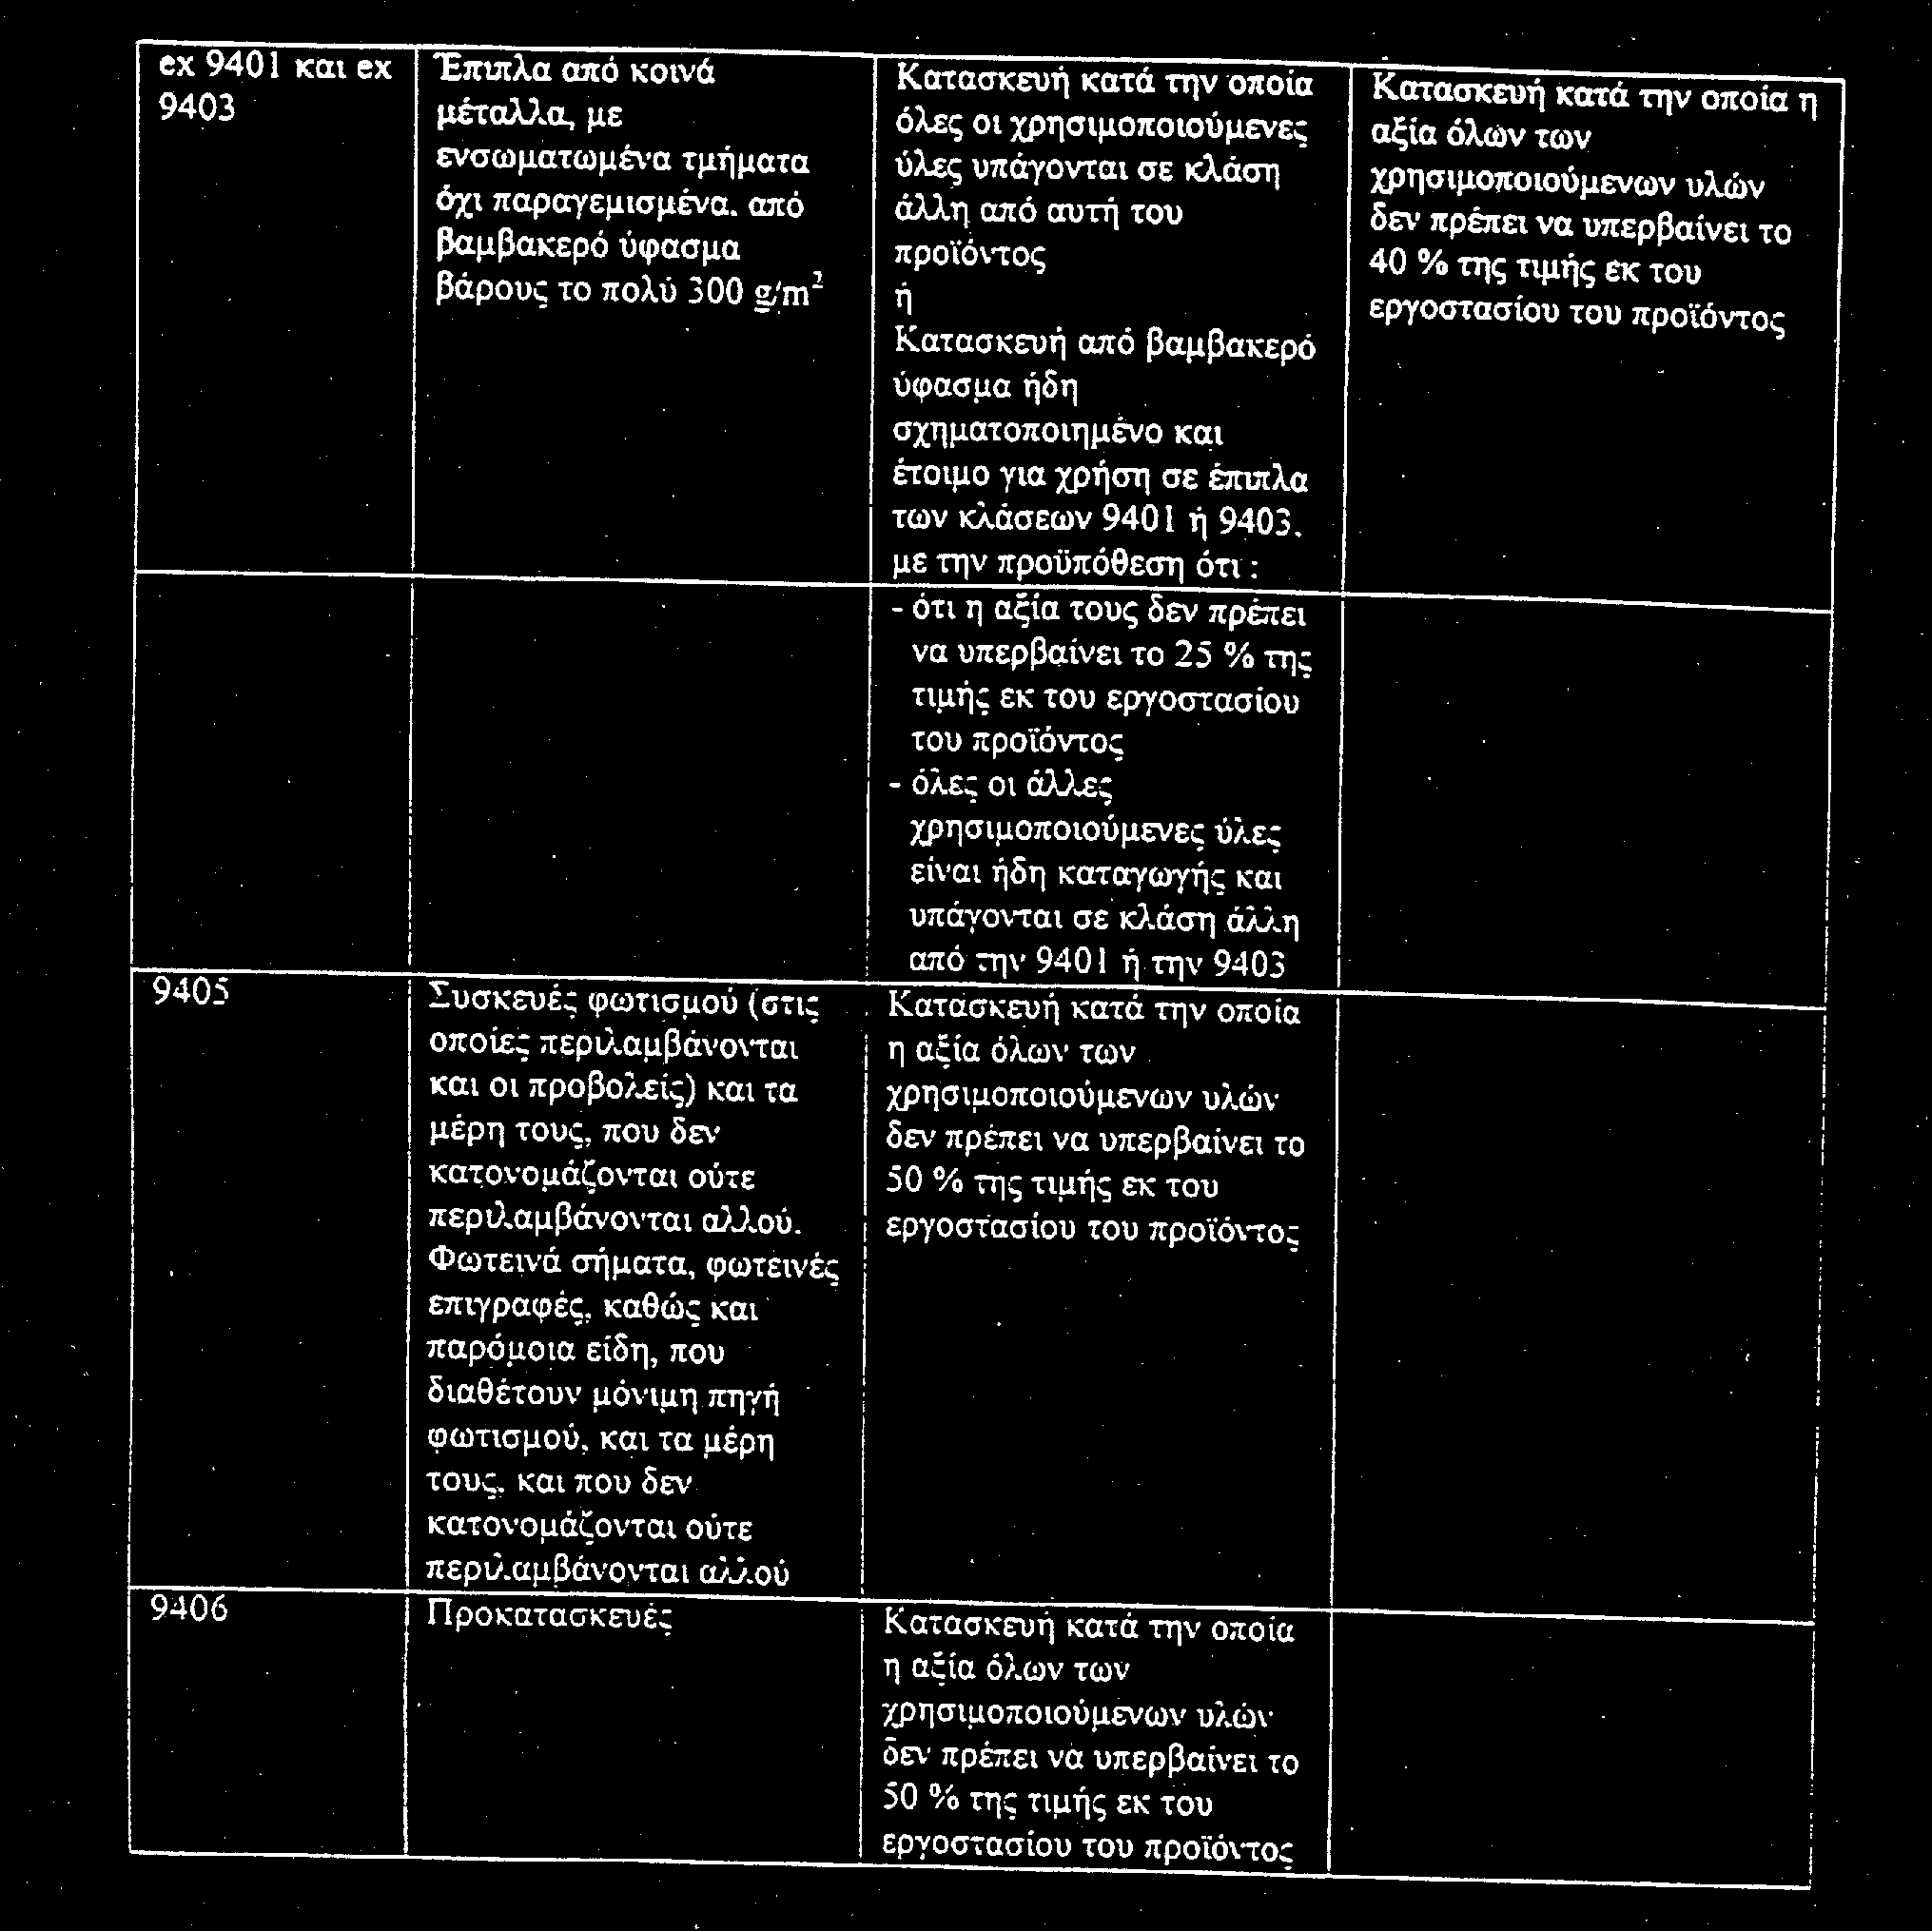 ex 9401 και ex
9403
Έπιπλα από κοινά
μέταλλα, με
ενσωματωμένα τμήματα
όχι παραγεμισμένα. από
βαμβακερό ύφασμα
βάρους το πολύ 300 g/m²
Κατασκευή κατά την οποία
όλες οι χρησιμοποιούμενες
ύλες υπάγονται σε κλάση
άλλη από αυτή του
προϊόντος
ή
Κατασκευή από βαμβακερό
ύφασμα ήδη
σχηματοποιημένο και
έτοιμο για χρήση σε έπιπλα
των κλάσεων 9401 ή 9403.
με την προϋπόθεση ότι :
Κατασκευή κατά την οποία η
αξία όλων των
χρησιμοποιούμενων υλών
δεν πρέπει να υπερβαίνει το
40 % της τιμής εκ του
εργοστασίου του προϊόντος
- ότι η αξία τους δεν πρέπει
να υπερβαίνει το 25 % της
τιμής εκ του εργοστασίου
του προϊόντος
- όλες οι άλλες
χρησιμοποιούμενες ύλες
είναι ήδη καταγωγής και
υπάγονται σε κλάση άλλη
από την 9401 ή την 9403
9405
Συσκευές φωτισμού (στις
οποίες περιλαμβάνονται
και οι προβολείς) και τα
μέρη τους, που δεν
κατονομάζονται ούτε
περιλαμβάνονται αλλού.
Φωτεινά σήματα, φωτεινές
επιγραφές, καθώς και
παρόμοια είδη, που
διαθέτουν μόνιμη πηγή
φωτισμού, και τα μέρη
τους. και που δεν
κατονομάζονται ούτε
περιλαμβάνονται αλλού
Κατασκευή κατά την οποία
η αξία όλων των
χρησιμοποιούμενων υλών
δεν πρέπει να υπερβαίνει το
50 % της τιμής εκ του
εργοστασίου του προϊόντος
9406
Προκατασκευές
Κατασκευή κατά την οποία
η αξία όλων των
χρησιμοποιούμενων υλών
δεν πρέπει να υπερβαίνει το
50 % της τιμής εκ του
εργοστασίου του προϊόντος